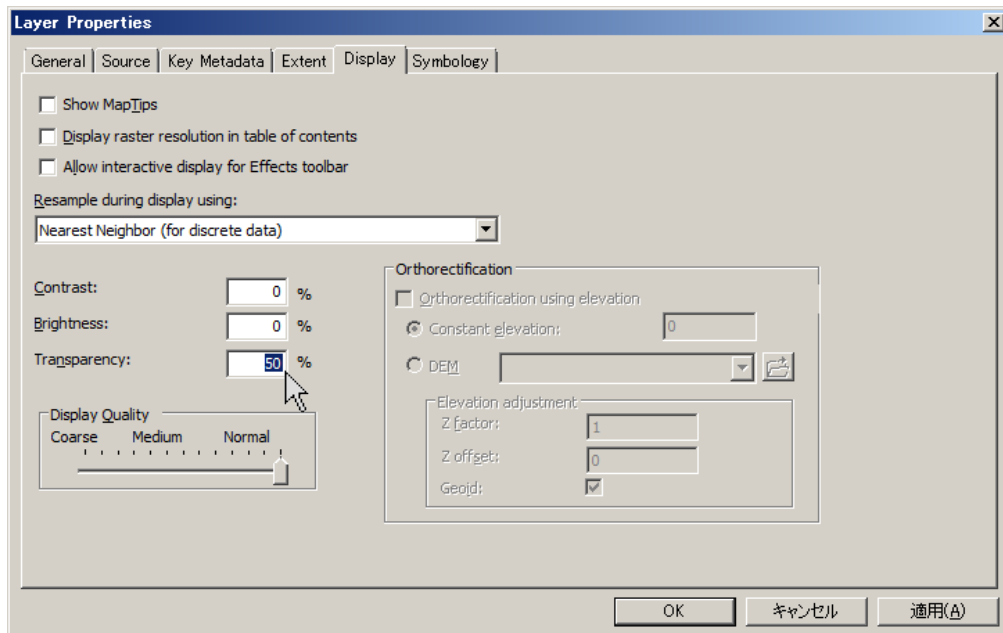 Layer Properties
General Source Key Metadata Extent Display Symbology
Show MapTips
Display raster resolution in table of contents
Allow interactive display for Effects toolbar
Resample during display using:
Nearest Neighbor (for discrete data)
Contrast: 0 %
Brightness: 0 %
Transparency: 50 %
Display Quality
Coarse Medium Normal
Orthorectification
Orthorectification using elevation
Constant elevation: 0
DEM
Elevation adjustment
Z factor: 1
Z offset: 0
Geoid:
OK キャンセル 適用(A)